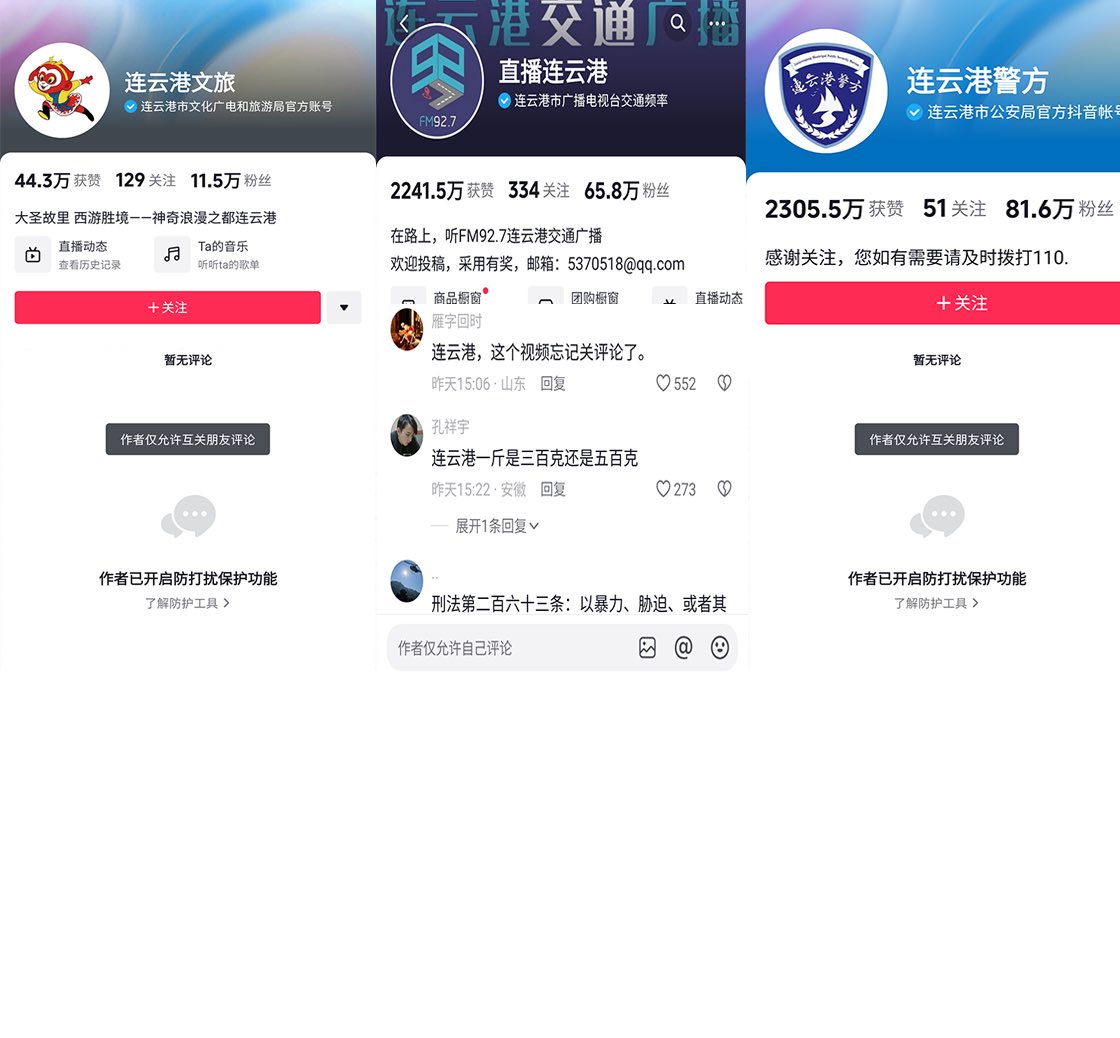 连云港文旅
连云港市文化广电和旅游局官方账号
44.3万 获赞 129 关注 11.5万 粉丝
大圣故里 西游胜境——神奇浪漫之都连云港
直播动态
查看历史记录
Ta的音乐
听听ta的歌单
+ 关注
暂无评论
作者仅允许互关朋友评论
作者已开启防打扰保护功能
了解防护工具 >
连云港交通广播
FM92.7
直播连云港
连云港市广播电视台交通频率
2241.5万 获赞 334 关注 65.8万 粉丝
在路上，听FM92.7连云港交通广播
欢迎投稿，采用有奖，邮箱：5370518@qq.com
商品橱窗 团购橱窗 直播动态
雁字回时
连云港，这个视频忘记关评论了。
昨天15:06 · 山东 回复 552
孔祥宇
连云港一斤是三百克还是五百克
昨天15:22 · 安徽 回复 273
展开1条回复
..
刑法第二百六十三条：以暴力、胁迫、或者其
作者仅允许自己评论
连云港警方
连云港警方
连云港市公安局官方抖音帐号
2305.5万 获赞 51 关注 81.6万 粉丝
感谢关注，您如有需要请及时拨打110.
+ 关注
暂无评论
作者仅允许互关朋友评论
作者已开启防打扰保护功能
了解防护工具 >